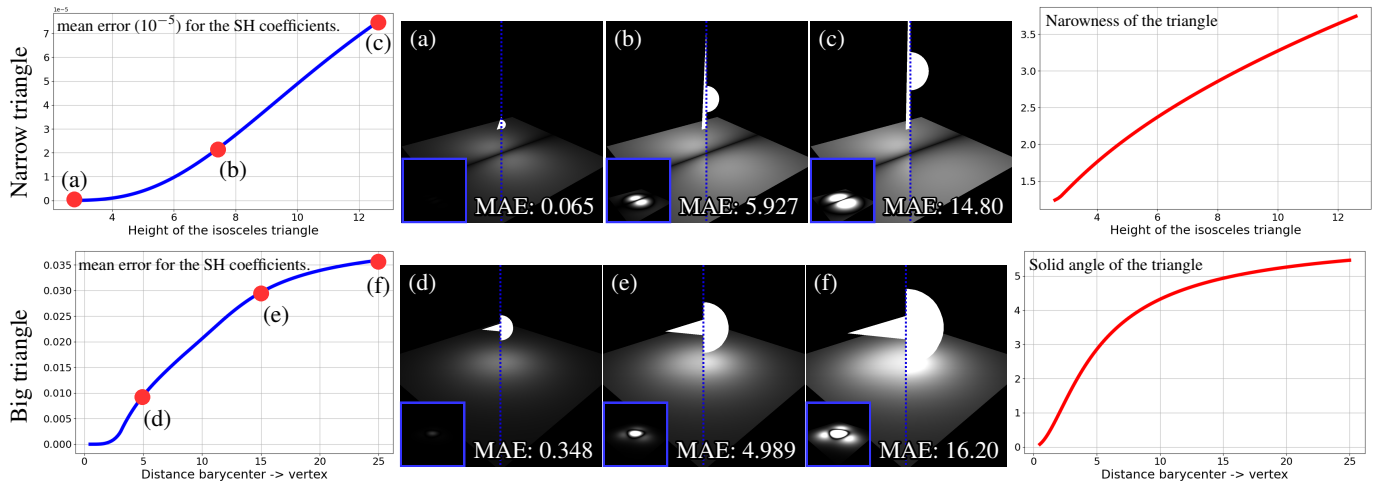 Narrow triangle
1e-5
mean error (10⁻⁵) for the SH coefficients.
7
6
5
4
3
2
1
0
(a)
(b)
(c)
4 6 8 10 12
Height of the isosceles triangle
(a)
MAE: 0.065
(b)
MAE: 5.927
(c)
MAE: 14.80
Narowness of the triangle
3.5
3.0
2.5
2.0
1.5
4 6 8 10 12
Height of the isosceles triangle
Big triangle
mean error for the SH coefficients.
0.035
0.030
0.025
0.020
0.015
0.010
0.005
0.000
(d)
(e)
(f)
0 5 10 15 20 25
Distance barycenter -> vertex
(d)
MAE: 0.348
(e)
MAE: 4.989
(f)
MAE: 16.20
Solid angle of the triangle
5
4
3
2
1
0
0 5 10 15 20 25
Distance barycenter -> vertex